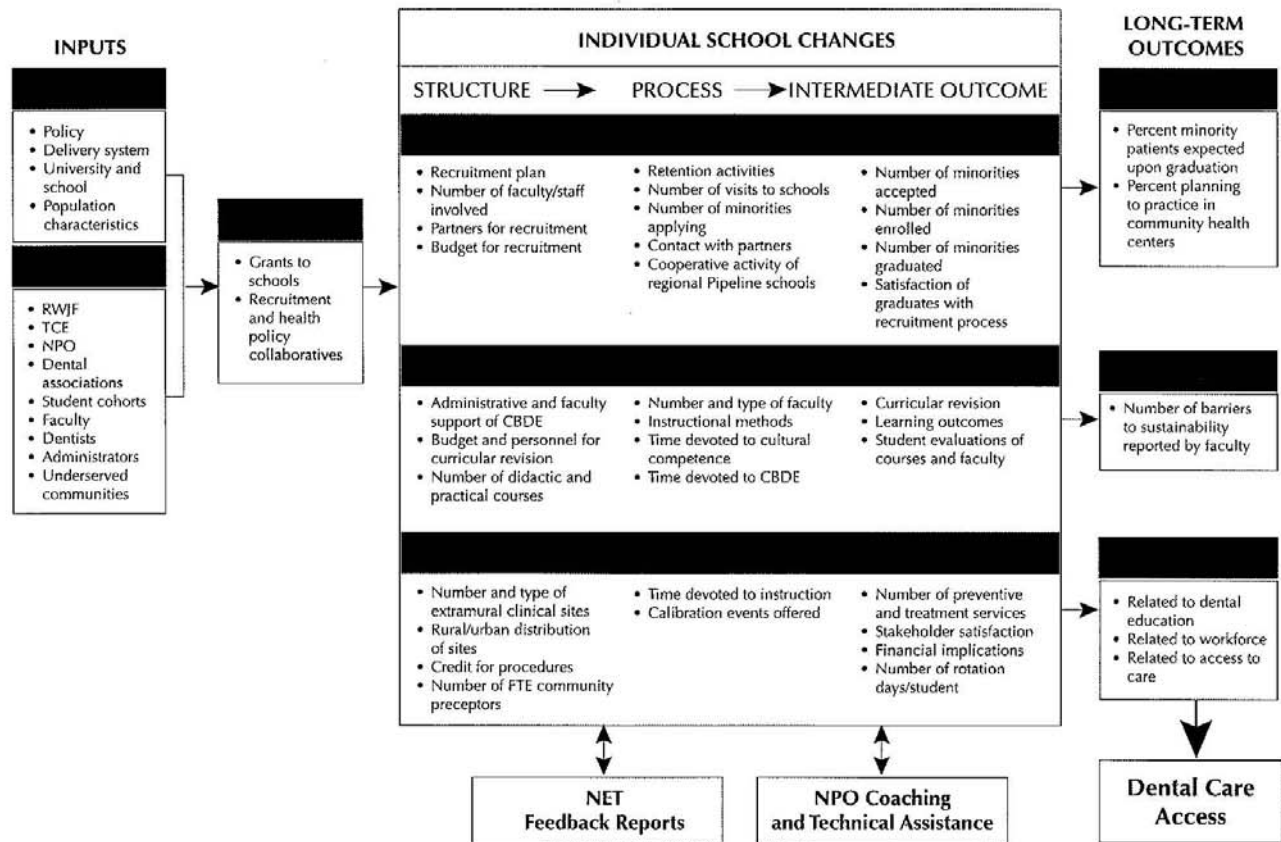 INPUTS
• Policy
• Delivery system
• University and
school
• Population
characteristics
• RWJF
• TCE
• NPO
• Dental
associations
• Student cohorts
• Faculty
• Dentists
• Administrators
• Underserved
communities
• Grants to
schools
• Recruitment
and health
policy
collaboratives
INDIVIDUAL SCHOOL CHANGES
STRUCTURE
PROCESS
INTERMEDIATE OUTCOME
• Recruitment plan
• Number of faculty/staff
involved
• Partners for recruitment
• Budget for recruitment
• Retention activities
• Number of visits to schools
• Number of minorities
applying
• Contact with partners
• Cooperative activity of
regional Pipeline schools
• Number of minorities
accepted
• Number of minorities
enrolled
• Number of minorities
graduated
• Satisfaction of
graduates with
recruitment process
• Administrative and faculty
support of CBDE
• Budget and personnel for
curricular revision
• Number of didactic and
practical courses
• Number and type of faculty
• Instructional methods
• Time devoted to cultural
competence
• Time devoted to CBDE
• Curricular revision
• Learning outcomes
• Student evaluations of
courses and faculty
• Number and type of
extramural clinical sites
• Rural/urban distribution
of sites
• Credit for procedures
• Number of FTE community
preceptors
• Time devoted to instruction
• Calibration events offered
• Number of preventive
and treatment services
• Stakeholder satisfaction
• Financial implications
• Number of rotation
days/student
NET
Feedback Reports
NPO Coaching
and Technical Assistance
LONG-TERM
OUTCOMES
• Percent minority
patients expected
upon graduation
• Percent planning
to practice in
community health
centers
• Number of barriers
to sustainability
reported by faculty
• Related to dental
education
• Related to workforce
• Related to access to
care
Dental Care
Access